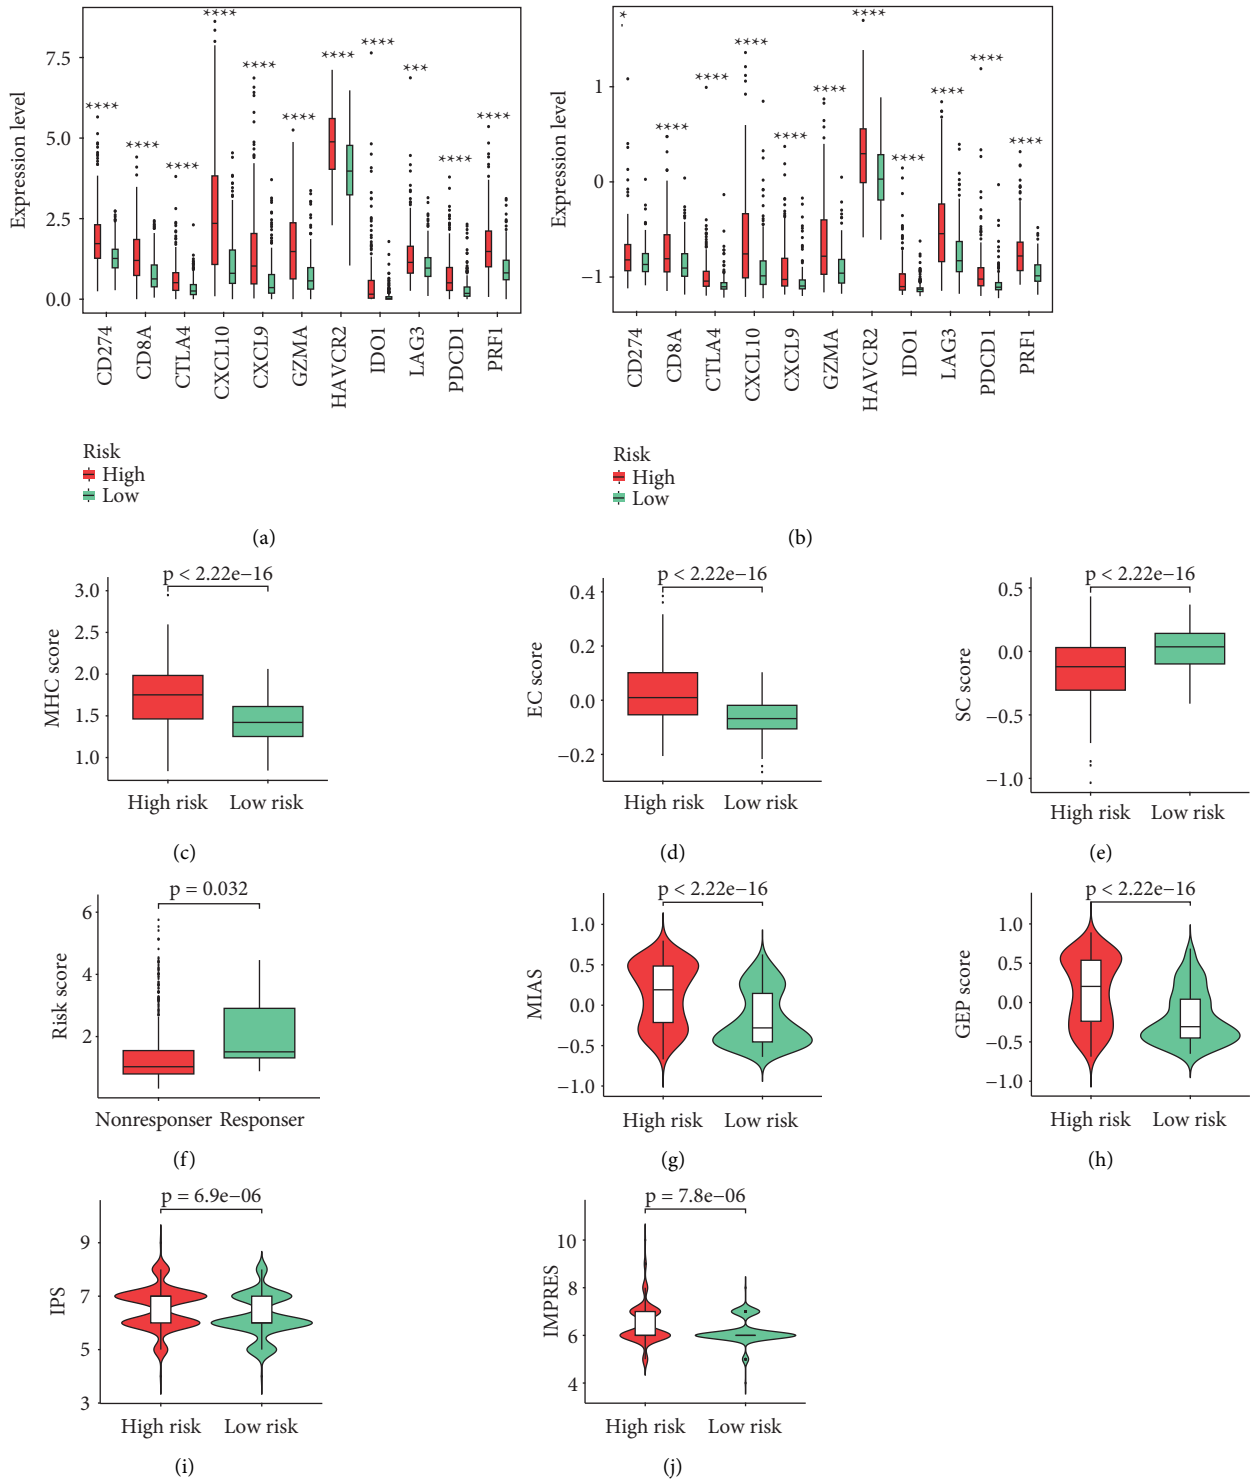 Expression level
7.5
5.0
2.5
0.0
**** **** **** **** **** **** **** **** *** **** ****
CD274 CD8A CTLA4 CXCL10 CXCL9 GZMA HAVCR2 IDO1 LAG3 PDCD1 PRF1
Risk
High
Low
(a)
Expression level
1
0
−1
* **** **** **** **** **** **** **** **** **** ****
CD274 CD8A CTLA4 CXCL10 CXCL9 GZMA HAVCR2 IDO1 LAG3 PDCD1 PRF1
Risk
High
Low
(b)
p < 2.22e−16
MHC score
3.0
2.5
2.0
1.5
1.0
High risk Low risk
(c)
p < 2.22e−16
EC score
0.4
0.2
0.0
−0.2
High risk Low risk
(d)
p < 2.22e−16
SC score
0.5
0.0
−0.5
−1.0
High risk Low risk
(e)
p = 0.032
Risk score
6
4
2
Nonresponser Responser
(f)
p < 2.22e−16
MIAS
1.0
0.5
0.0
−0.5
−1.0
High risk Low risk
(g)
p < 2.22e−16
GEP score
1.0
0.5
0.0
−0.5
−1.0
High risk Low risk
(h)
p = 6.9e−06
IPS
9
7
5
3
High risk Low risk
(i)
p = 7.8e−06
IMPRES
10
8
6
4
High risk Low risk
(j)